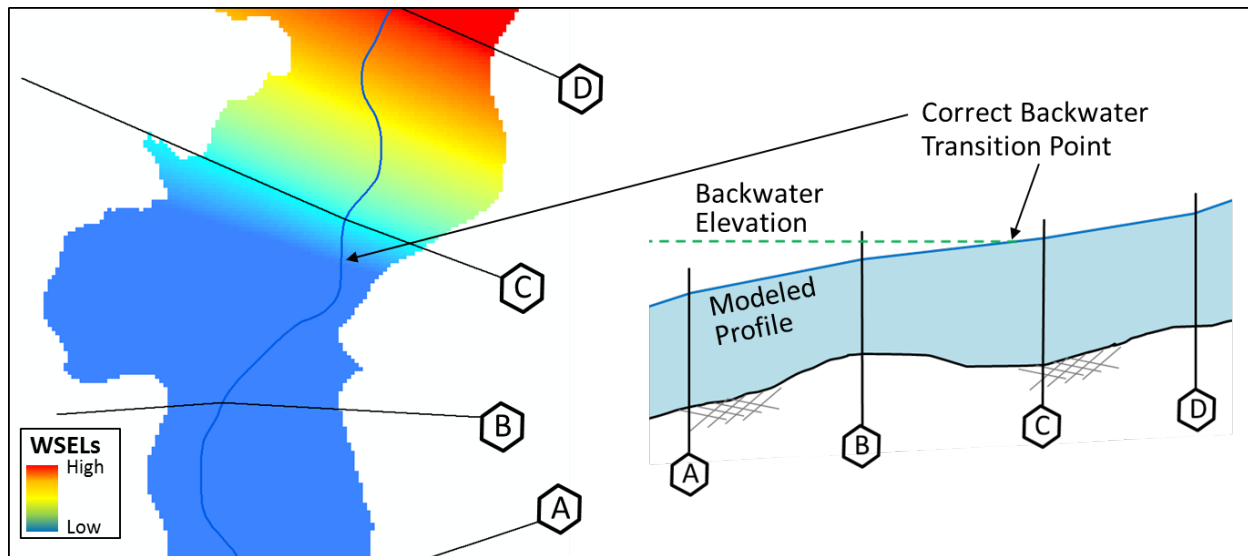 D
C
B
A
WSELs
High
Low
Correct Backwater
Transition Point
Backwater
Elevation
Modeled
Profile
A
B
C
D